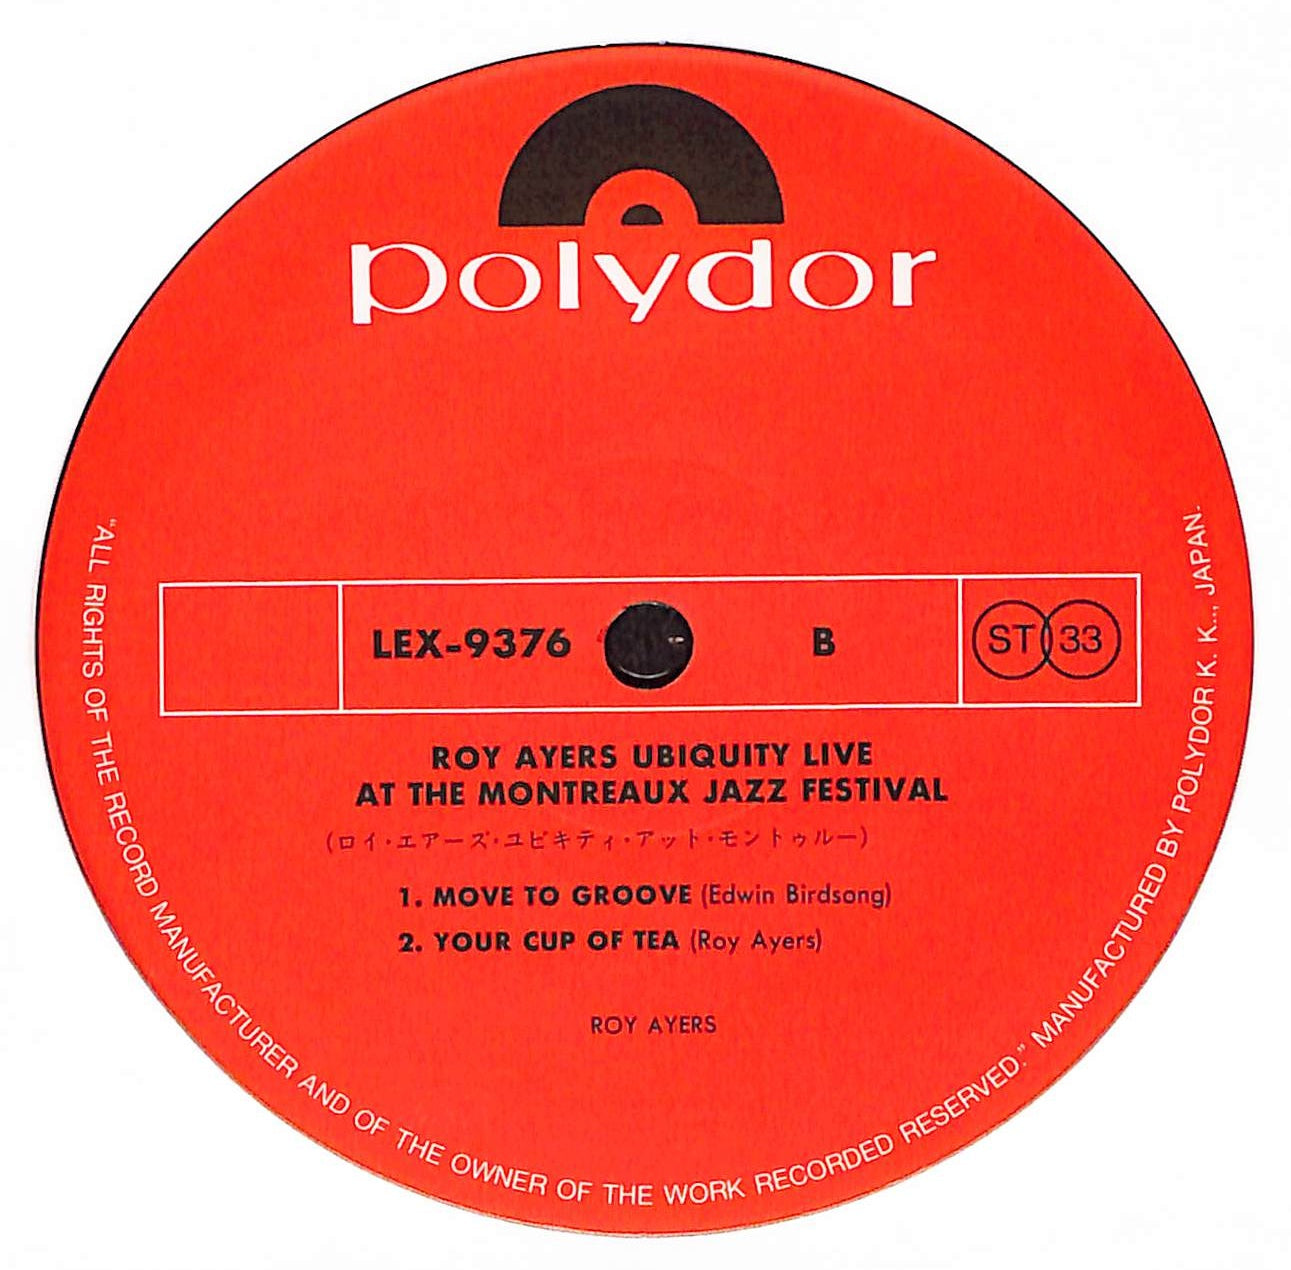 polydor
LEX-9376
B
ST 33
ROY AYERS UBIQUITY LIVE
AT THE MONTREAUX JAZZ FESTIVAL
(ロイ・エアーズ・ユビキティ・アット・モントゥルー)
1. MOVE TO GROOVE (Edwin Birdsong)
2. YOUR CUP OF TEA (Roy Ayers)
ROY AYERS
"ALL RIGHTS OF THE RECORD MANUFACTURER AND OF THE OWNER OF THE WORK RECORDED RESERVED." MANUFACTURED BY POLYDOR K. K., JAPAN.